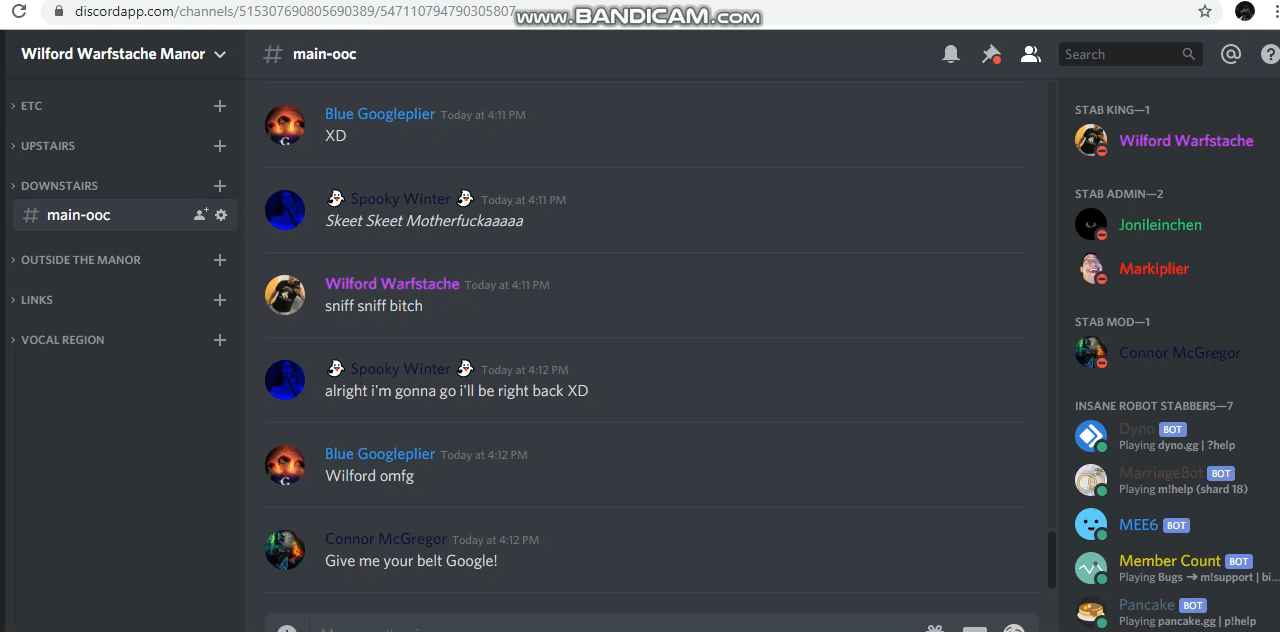 discordapp.com/channels/515307690805690389/547110794790305807
www.BANDICAM.com
Wilford Warfstache Manor
# main-ooc
Search
ETC
UPSTAIRS
DOWNSTAIRS
# main-ooc
OUTSIDE THE MANOR
LINKS
VOCAL REGION
Blue Googleplier Today at 4:11 PM
XD
Spooky Winter Today at 4:11 PM
Skeet Skeet Motherfuckaaaaa
Wilford Warfstache Today at 4:11 PM
sniff sniff bitch
Spooky Winter Today at 4:12 PM
alright i'm gonna go i'll be right back XD
Blue Googleplier Today at 4:12 PM
Wilford omfg
Connor McGregor Today at 4:12 PM
Give me your belt Google!
STAB KING—1
Wilford Warfstache
STAB ADMIN—2
Jonileinchen
Markiplier
STAB MOD—1
Connor McGregor
INSANE ROBOT STABBERS—7
Dyno BOT
Playing dyno.gg | ?help
MarriageBot BOT
Playing m!help (shard 18)
MEE6 BOT
Member Count BOT
Playing Bugs → m!support | bi...
Pancake BOT
Playing pancake.gg | p!help